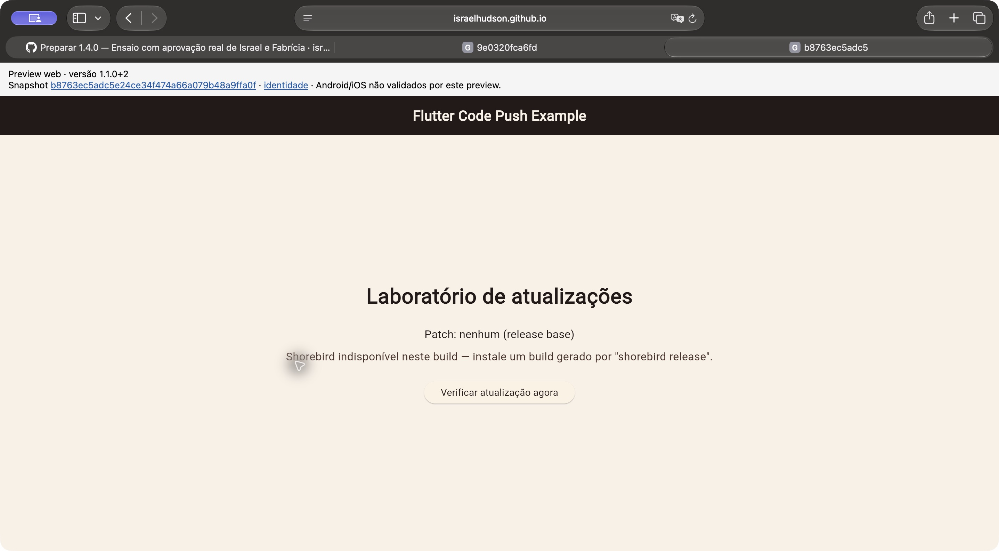 israelhudson.github.io
Preparar 1.4.0 — Ensaio com aprovação real de Israel e Fabrícia · isr...
G 9e0320fca6fd
G b8763ec5adc5
Preview web · versão 1.1.0+2
Snapshot b8763ec5adc5e24ce34f474a66a079b48a9ffa0f · identidade · Android/iOS não validados por este preview.
Flutter Code Push Example
Laboratório de atualizações
Patch: nenhum (release base)
Shorebird indisponível neste build — instale um build gerado por "shorebird release".
Verificar atualização agora